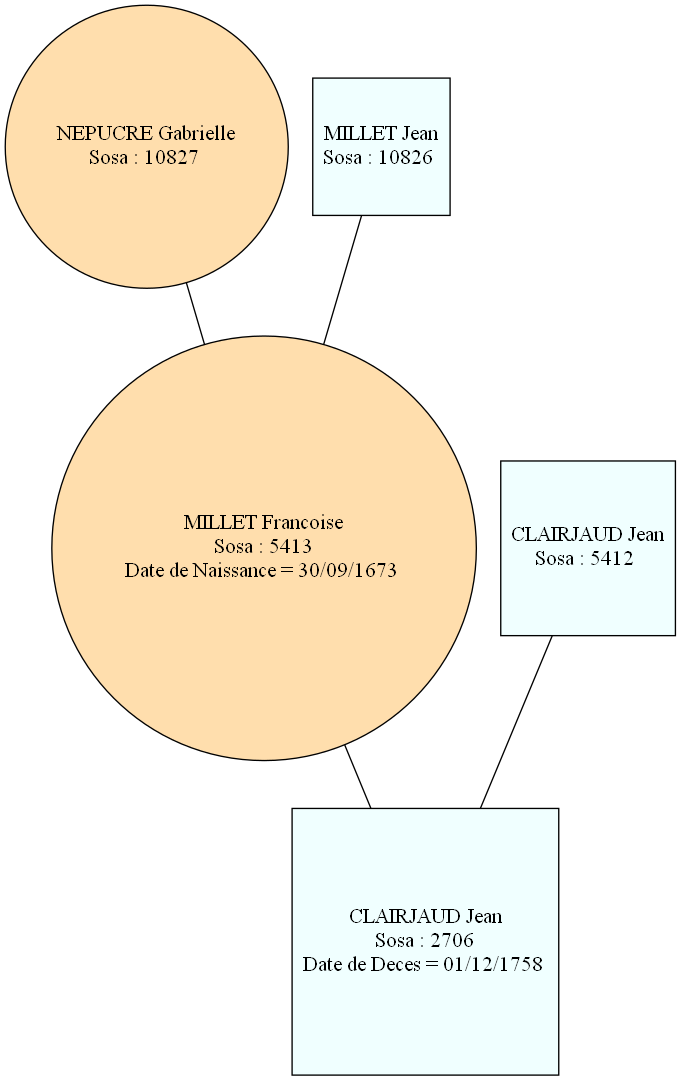 NEPUCRE Gabrielle
Sosa : 10827
MILLET Jean
Sosa : 10826
MILLET Francoise
Sosa : 5413
Date de Naissance = 30/09/1673
CLAIRJAUD Jean
Sosa : 5412
CLAIRJAUD Jean
Sosa : 2706
Date de Deces = 01/12/1758